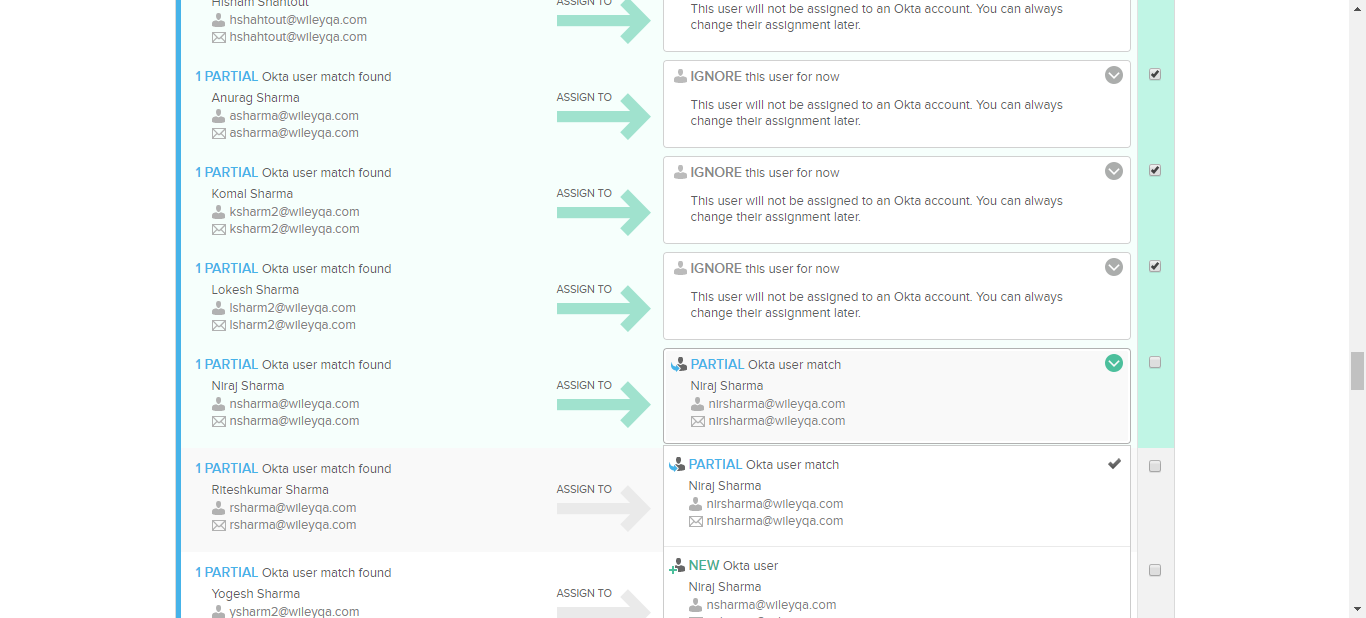 Hisham Shahtout
hshahtout@wileyqa.com
hshahtout@wileyqa.com
ASSIGN TO
This user will not be assigned to an Okta account. You can always
change their assignment later.
1 PARTIAL Okta user match found
Anurag Sharma
asharma@wileyqa.com
asharma@wileyqa.com
ASSIGN TO
IGNORE this user for now
This user will not be assigned to an Okta account. You can always
change their assignment later.
1 PARTIAL Okta user match found
Komal Sharma
ksharm2@wileyqa.com
ksharm2@wileyqa.com
ASSIGN TO
IGNORE this user for now
This user will not be assigned to an Okta account. You can always
change their assignment later.
1 PARTIAL Okta user match found
Lokesh Sharma
lsharm2@wileyqa.com
lsharm2@wileyqa.com
ASSIGN TO
IGNORE this user for now
This user will not be assigned to an Okta account. You can always
change their assignment later.
1 PARTIAL Okta user match found
Niraj Sharma
nsharma@wileyqa.com
nsharma@wileyqa.com
ASSIGN TO
PARTIAL Okta user match
Niraj Sharma
nirsharma@wileyqa.com
nirsharma@wileyqa.com
1 PARTIAL Okta user match found
Riteshkumar Sharma
rsharma@wileyqa.com
rsharma@wileyqa.com
ASSIGN TO
PARTIAL Okta user match
Niraj Sharma
nirsharma@wileyqa.com
nirsharma@wileyqa.com
1 PARTIAL Okta user match found
Yogesh Sharma
ysharm2@wileyqa.com
ASSIGN TO
NEW Okta user
Niraj Sharma
nsharma@wileyqa.com